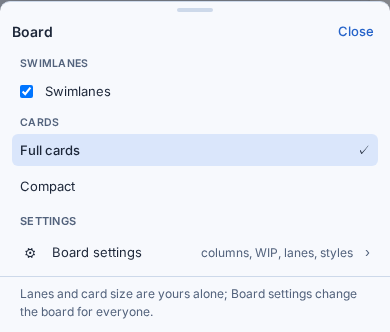 Board
Close
SWIMLANES
Swimlanes
CARDS
Full cards ✓
Compact
SETTINGS
⚙ Board settings columns, WIP, lanes, styles ›
Lanes and card size are yours alone; Board settings change
the board for everyone.